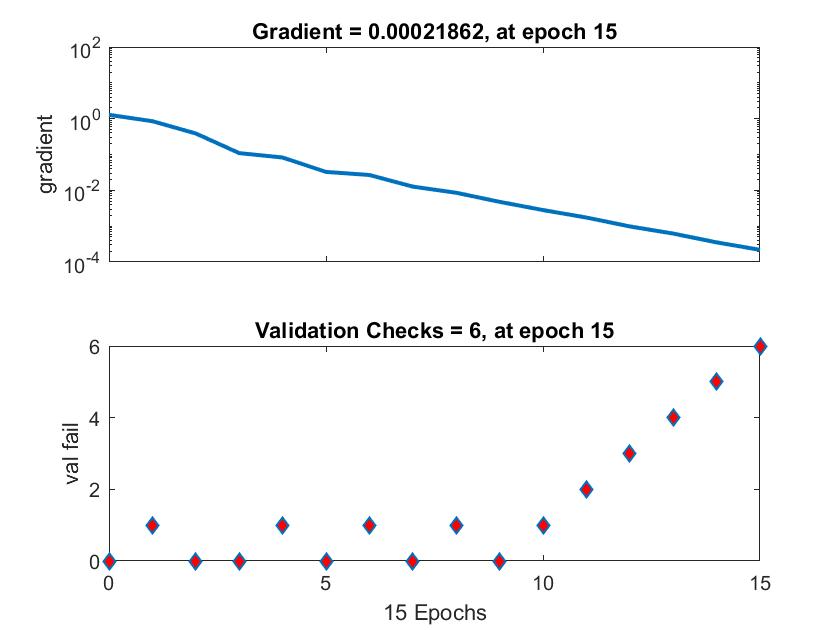 Gradient = 0.00021862, at epoch 15
10^2
10^0
10^-2
10^-4
gradient
Validation Checks = 6, at epoch 15
6
4
2
0
val fail
0 5 10 15
15 Epochs